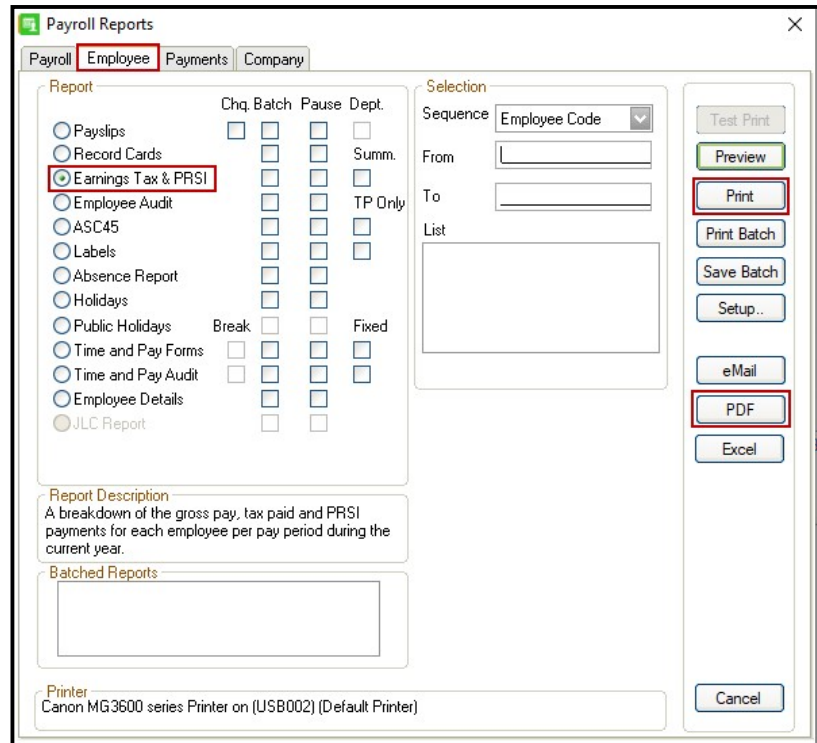 Payroll Reports
Payroll Employee Payments Company
Report
Chq. Batch Pause Dept.
Payslips
Record Cards Summ.
Earnings Tax & PRSI
Employee Audit TP Only
ASC45
Labels
Absence Report
Holidays
Public Holidays Break Fixed
Time and Pay Forms
Time and Pay Audit
Employee Details
JLC Report
Report Description
A breakdown of the gross pay, tax paid and PRSI
payments for each employee per pay period during the
current year.
Batched Reports
Printer
Canon MG3600 series Printer on (USB002) (Default Printer)
Selection
Sequence Employee Code
From
To
List
Test Print
Preview
Print
Print Batch
Save Batch
Setup..
eMail
PDF
Excel
Cancel